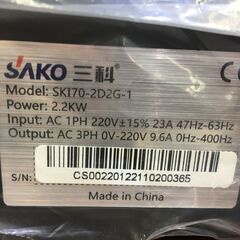 SAKO 三科
Model: SKI70-2D2G-1
Power: 2.2KW
Input: AC 1PH 220V±15% 23A 47Hz-63Hz
Output: AC 3PH 0V-220V 9.6A 0Hz-400Hz
S/N:
CS00220122110200365
Made in China